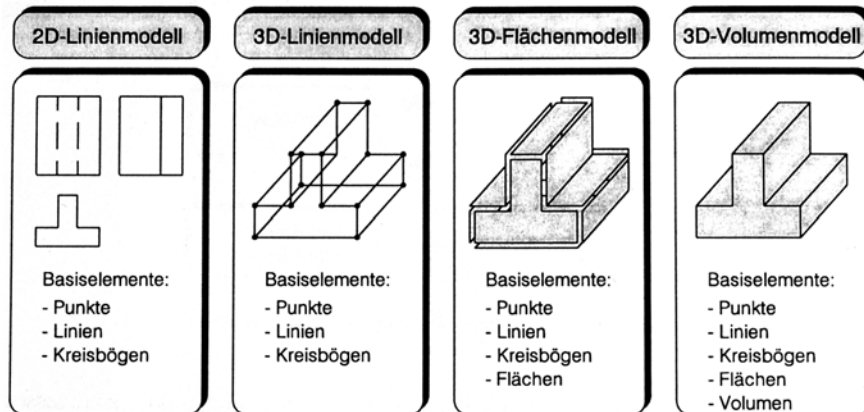 2D-Linienmodell
Basiselemente:
- Punkte
- Linien
- Kreisbögen
3D-Linienmodell
Basiselemente:
- Punkte
- Linien
- Kreisbögen
3D-Flächenmodell
Basiselemente:
- Punkte
- Linien
- Kreisbögen
- Flächen
3D-Volumenmodell
Basiselemente:
- Punkte
- Linien
- Kreisbögen
- Flächen
- Volumen